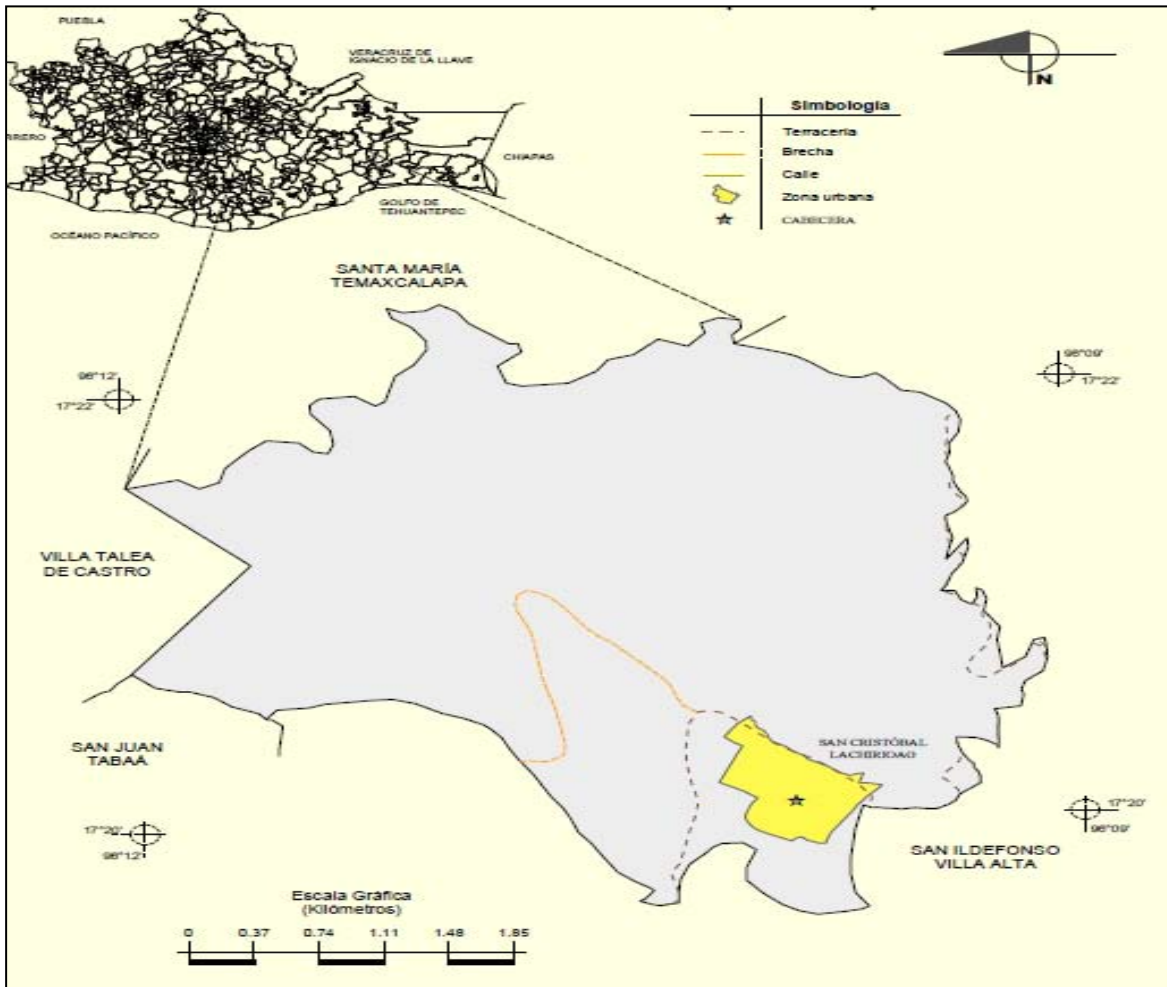 PUEBLA
VERACRUZ DE
IGNACIO DE LA LLAVE
RRERO
CHIAPAS
GOLFO DE
TEHUANTEPEC
OCÉANO PACÍFICO
N
Simbología
Terracería
Brecha
Calle
Zona urbana
CABECERA
SANTA MARÍA
TEMAXCALAPA
96°12'
17°22'
96°09'
17°22'
VILLA TALEA
DE CASTRO
SAN JUAN
TABAÁ
SAN CRISTÓBAL
LACHIRIOAG
17°20'
96°12'
17°20'
96°09'
SAN ILDEFONSO
VILLA ALTA
Escala Gráfica
(Kilómetros)
0 0.37 0.74 1.11 1.48 1.85